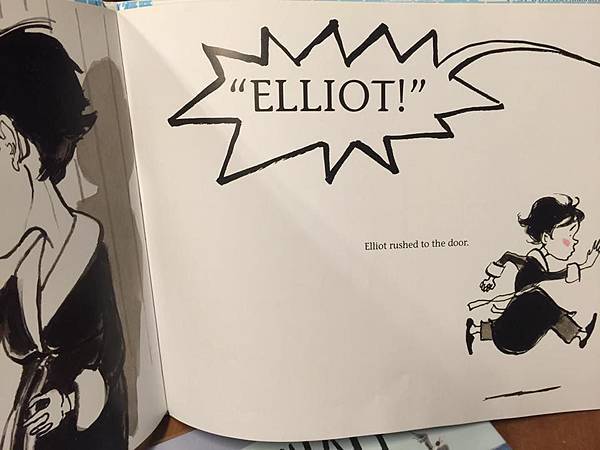 “ELLIOT!”
Elliot rushed to the door.